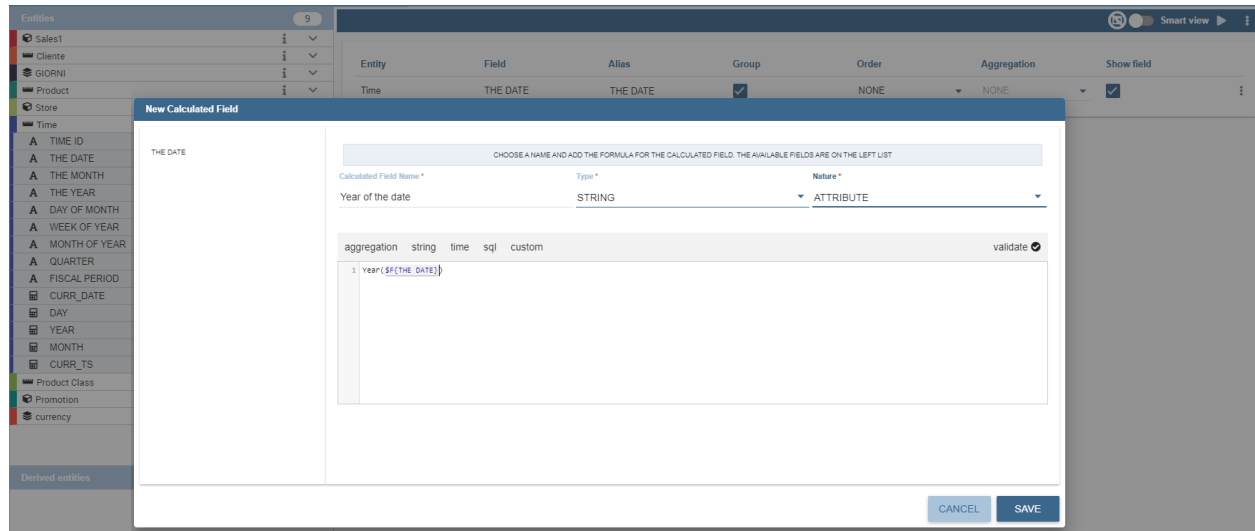 Entities 9
Smart view
Sales1
Cliente
GIORNI
Product
Store
Time
TIME ID
THE DATE
THE MONTH
THE YEAR
DAY OF MONTH
WEEK OF YEAR
MONTH OF YEAR
QUARTER
FISCAL PERIOD
CURR_DATE
DAY
YEAR
MONTH
CURR_TS
Product Class
Promotion
currency
Derived entities
Entity Field Alias Group Order Aggregation Show field
Time THE DATE THE DATE NONE NONE
New Calculated Field
THE DATE
CHOOSE A NAME AND ADD THE FORMULA FOR THE CALCULATED FIELD. THE AVAILABLE FIELDS ARE ON THE LEFT LIST
Calculated Field Name * Type * Nature *
Year of the date STRING ATTRIBUTE
aggregation string time sql custom validate
1 Year($F{THE DATE})
CANCEL SAVE